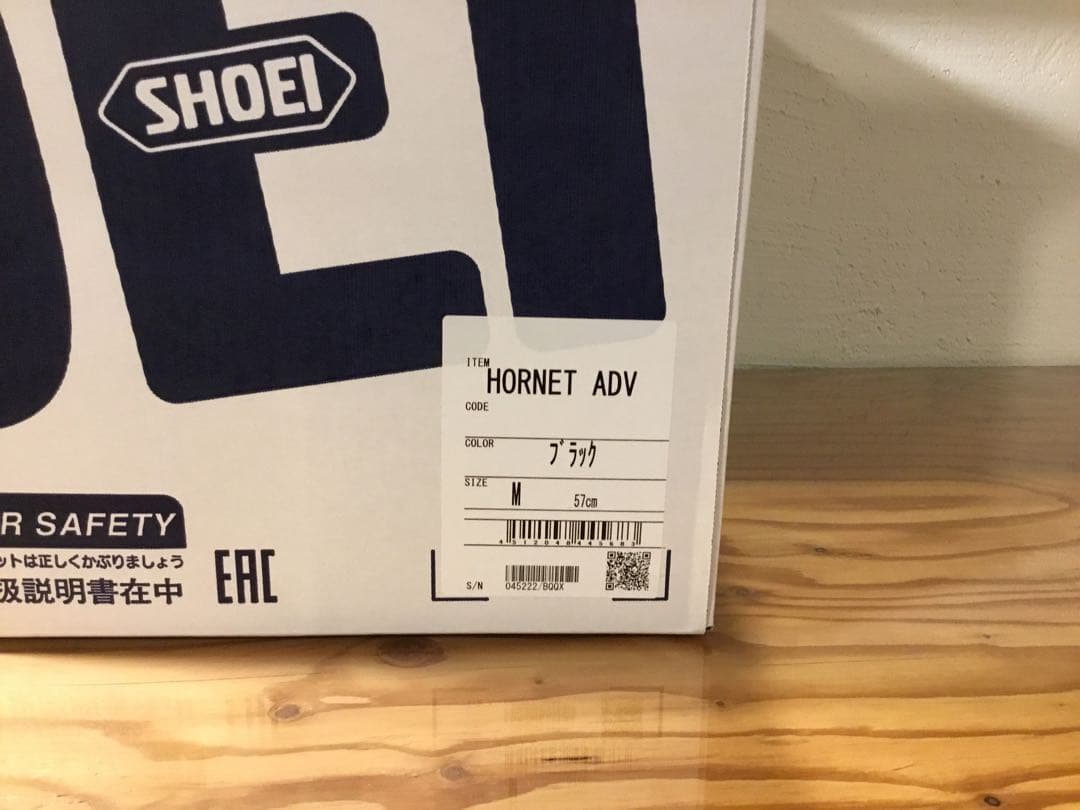 SHOEI
ITEM
HORNET ADV
CODE
COLOR
ブラック
SIZE
M 57cm
4512048445683
S/N 045222/BQQX
R SAFETY
ットは正しくかぶりましょう
扱説明書在中
EAC